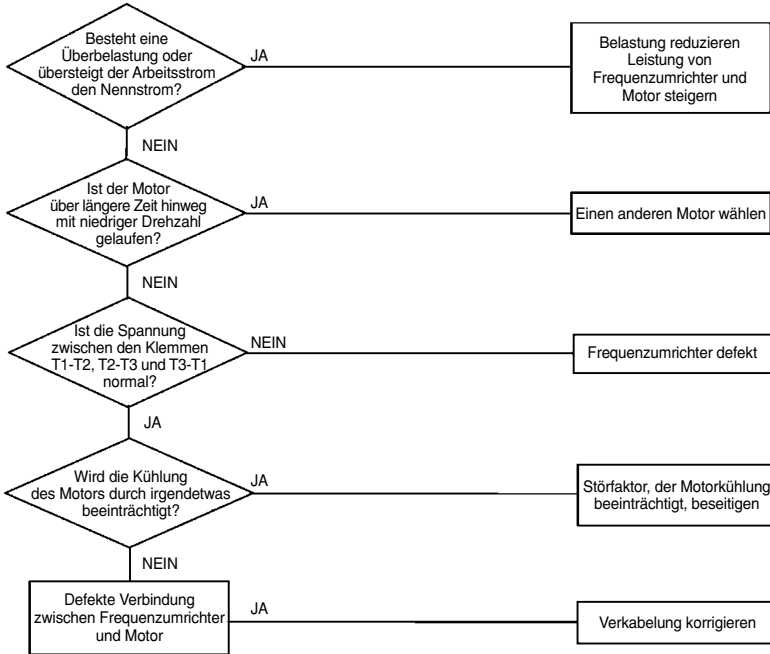 Besteht eine
Überbelastung oder
übersteigt der Arbeitsstrom
den Nennstrom?
JA
Belastung reduzieren
Leistung von
Frequenzumrichter und
Motor steigern
NEIN
Ist der Motor
über längere Zeit hinweg
mit niedriger Drehzahl
gelaufen?
JA
Einen anderen Motor wählen
NEIN
Ist die Spannung
zwischen den Klemmen
T1-T2, T2-T3 und T3-T1
normal?
NEIN
Frequenzumrichter defekt
JA
Wird die Kühlung
des Motors durch irgendetwas
beeinträchtigt?
JA
Störfaktor, der Motorkühlung
beeinträchtigt, beseitigen
NEIN
Defekte Verbindung
zwischen Frequenzumrichter
und Motor
JA
Verkabelung korrigieren